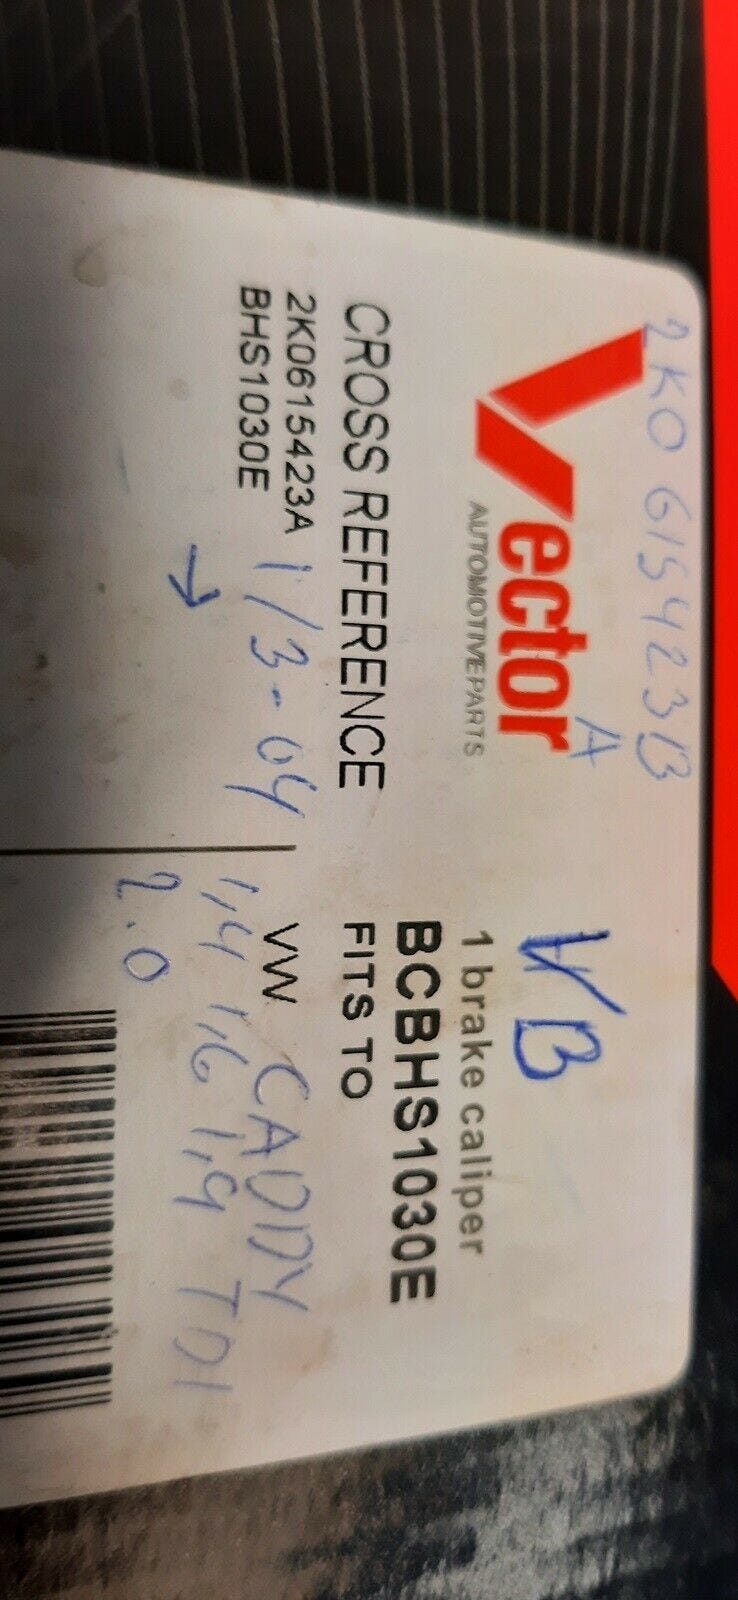 2K0 615423B
A
Vector
AUTOMOTIVEPARTS
CROSS REFERENCE
2K0615423A
BHS1030E
1/3-04
→
VB
1 brake caliper
BCBHS1030E
FITS TO
VW CADDY
1,4 1,6 1,9 TDI
2.0